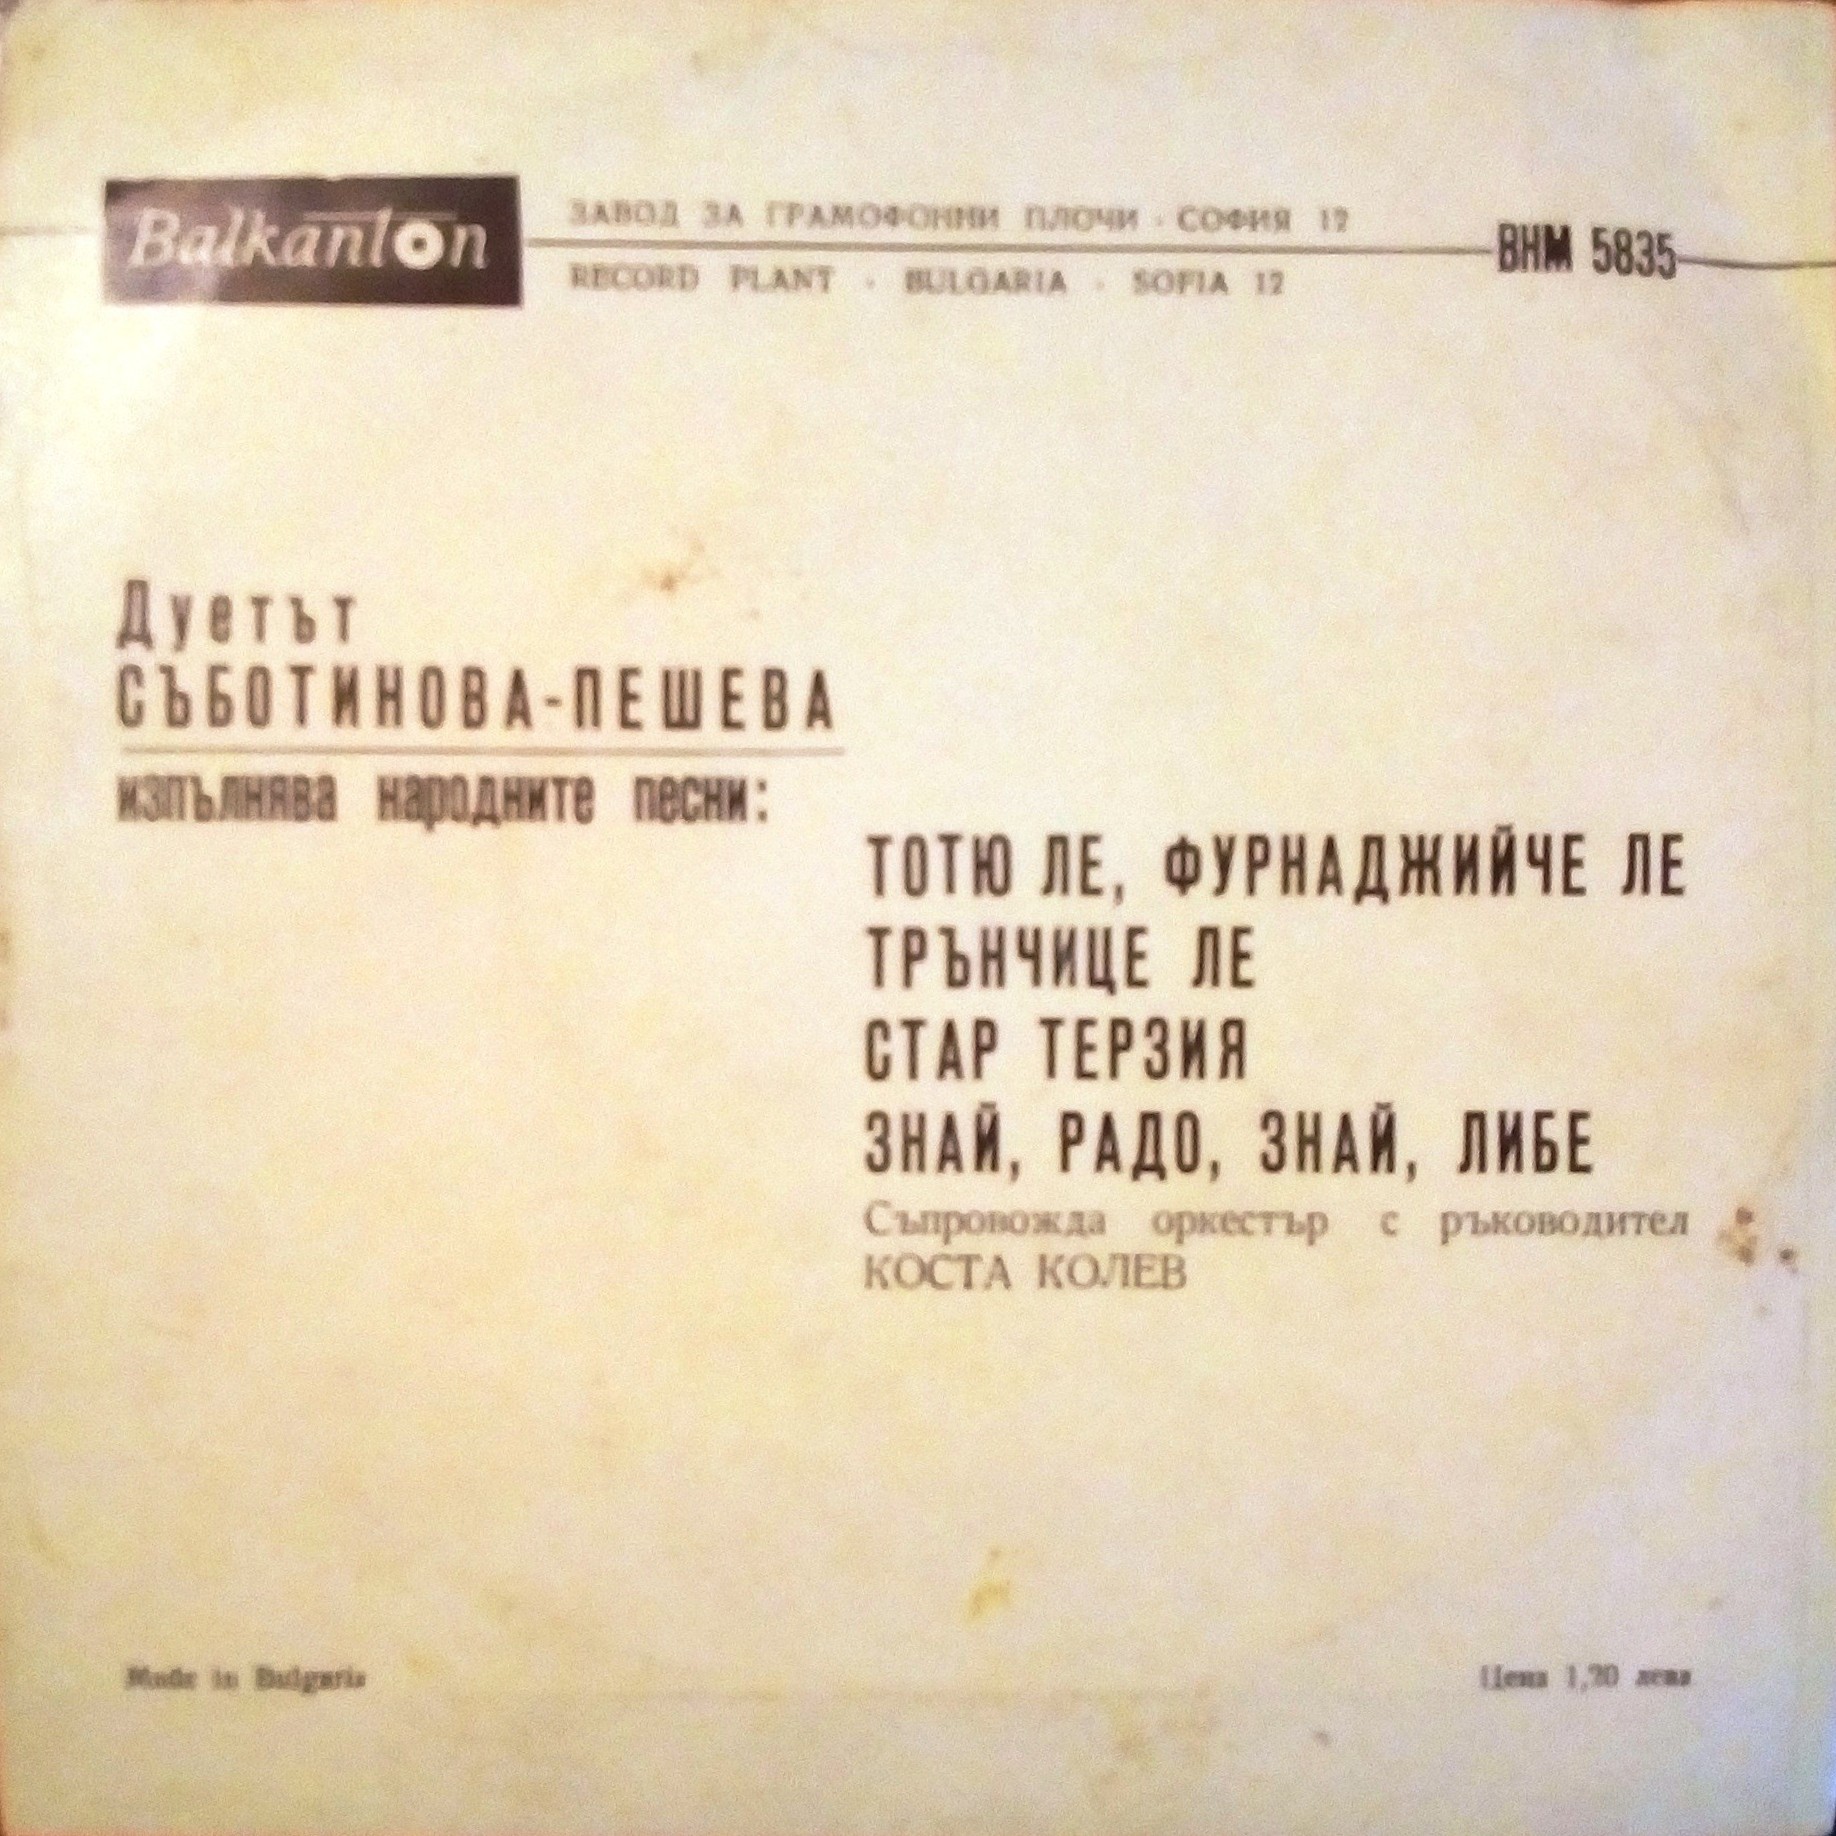 Balkanton
ЗАВОД ЗА ГРАМОФОННИ ПЛОЧИ · СОФИЯ 12
RECORD PLANT · BULGARIA · SOFIA 12
ВНМ 5835
Дуетът
СЪБОТИНОВА-ПЕШЕВА
изпълнява народните песни:
ТОТЮ ЛЕ, ФУРНАДЖИЙЧЕ ЛЕ
ТРЪНЧИЦЕ ЛЕ
СТАР ТЕРЗИЯ
ЗНАЙ, РАДО, ЗНАЙ, ЛИБЕ
Съпровожда оркестър с ръководител
КОСТА КОЛЕВ
Made in Bulgaria
Цена 1,20 лева